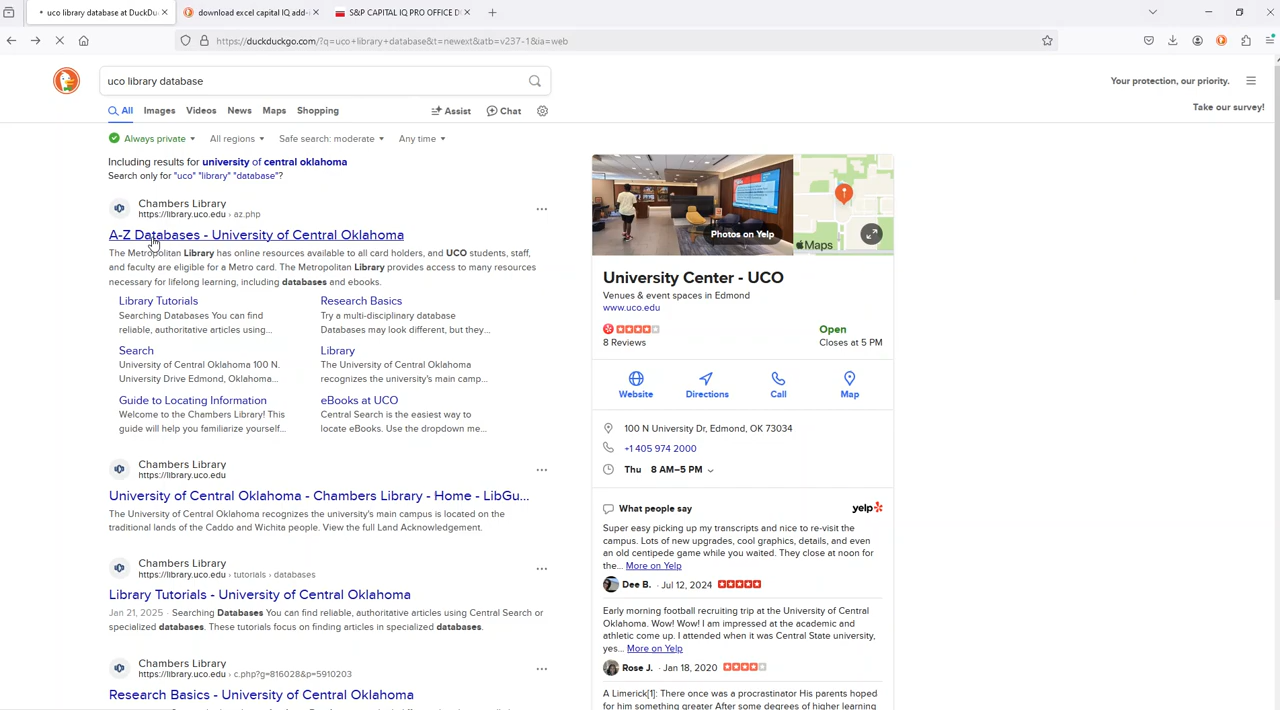 uco library database at DuckDu
download excel capital IQ add-
S&P CAPITAL IQ PRO OFFICE D
https://duckduckgo.com/?q=uco+library+database&t=newext&atb=v237-1&ia=web
uco library database
Your protection, our priority.
All Images Videos News Maps Shopping Assist Chat
Take our survey!
Always private All regions Safe search: moderate Any time
Including results for university of central oklahoma
Search only for "uco" "library" "database"?
Chambers Library
https://library.uco.edu › az.php
A-Z Databases - University of Central Oklahoma
The Metropolitan Library has online resources available to all card holders, and UCO students, staff,
and faculty are eligible for a Metro card. The Metropolitan Library provides access to many resources
necessary for lifelong learning, including databases and ebooks.
Library Tutorials
Searching Databases You can find
reliable, authoritative articles using...
Research Basics
Try a multi-disciplinary database
Databases may look different, but they...
Search
University of Central Oklahoma 100 N.
University Drive Edmond, Oklahoma...
Library
The University of Central Oklahoma
recognizes the university's main camp...
Guide to Locating Information
Welcome to the Chambers Library! This
guide will help you familiarize yourself...
eBooks at UCO
Central Search is the easiest way to
locate eBooks. Use the dropdown me...
Chambers Library
https://library.uco.edu
University of Central Oklahoma - Chambers Library - Home - LibGu...
The University of Central Oklahoma recognizes the university's main campus is located on the
traditional lands of the Caddo and Wichita people. View the full Land Acknowledgement.
Chambers Library
https://library.uco.edu › tutorials › databases
Library Tutorials - University of Central Oklahoma
Jan 21, 2025 · Searching Databases You can find reliable, authoritative articles using Central Search or
specialized databases. These tutorials focus on finding articles in specialized databases.
Chambers Library
https://library.uco.edu › c.php?g=816028&p=5910203
Research Basics - University of Central Oklahoma
Photos on Yelp
Maps
University Center - UCO
Venues & event spaces in Edmond
www.uco.edu
8 Reviews
Open
Closes at 5 PM
Website Directions Call Map
100 N University Dr, Edmond, OK 73034
+1 405 974 2000
Thu 8 AM–5 PM
What people say
yelp
Super easy picking up my transcripts and nice to re-visit the
campus. Lots of new upgrades, cool graphics, details, and even
an old centipede game while you waited. They close at noon for
the... More on Yelp
Dee B. · Jul 12, 2024
Early morning football recruiting trip at the University of Central
Oklahoma. Wow! Wow! I am impressed at the academic and
athletic come up. I attended when it was Central State university,
yes... More on Yelp
Rose J. · Jan 18, 2020
A Limerick[1]: There once was a procrastinator His parents hoped
for him something greater After some degrees of higher learning